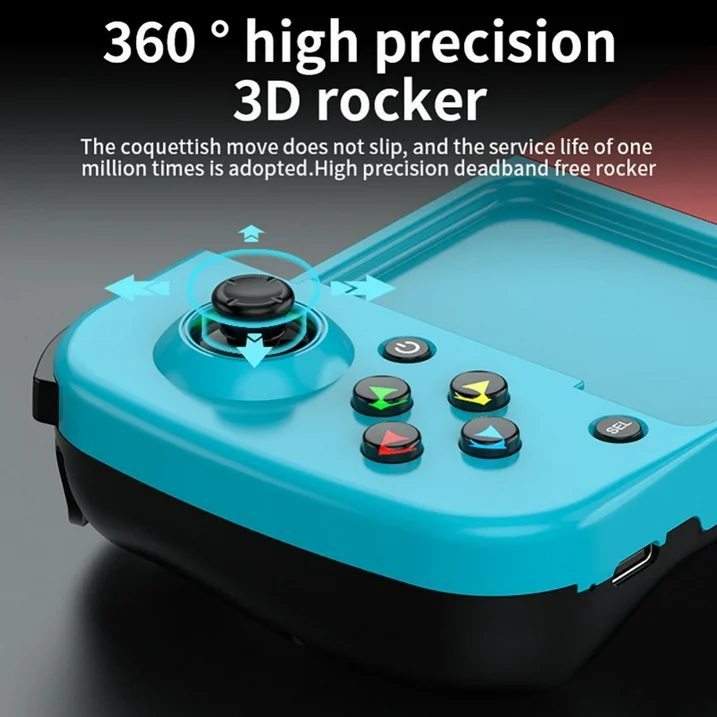 360 ° high precision
3D rocker
The coquettish move does not slip, and the service life of one
million times is adopted.High precision deadband free rocker
SEL